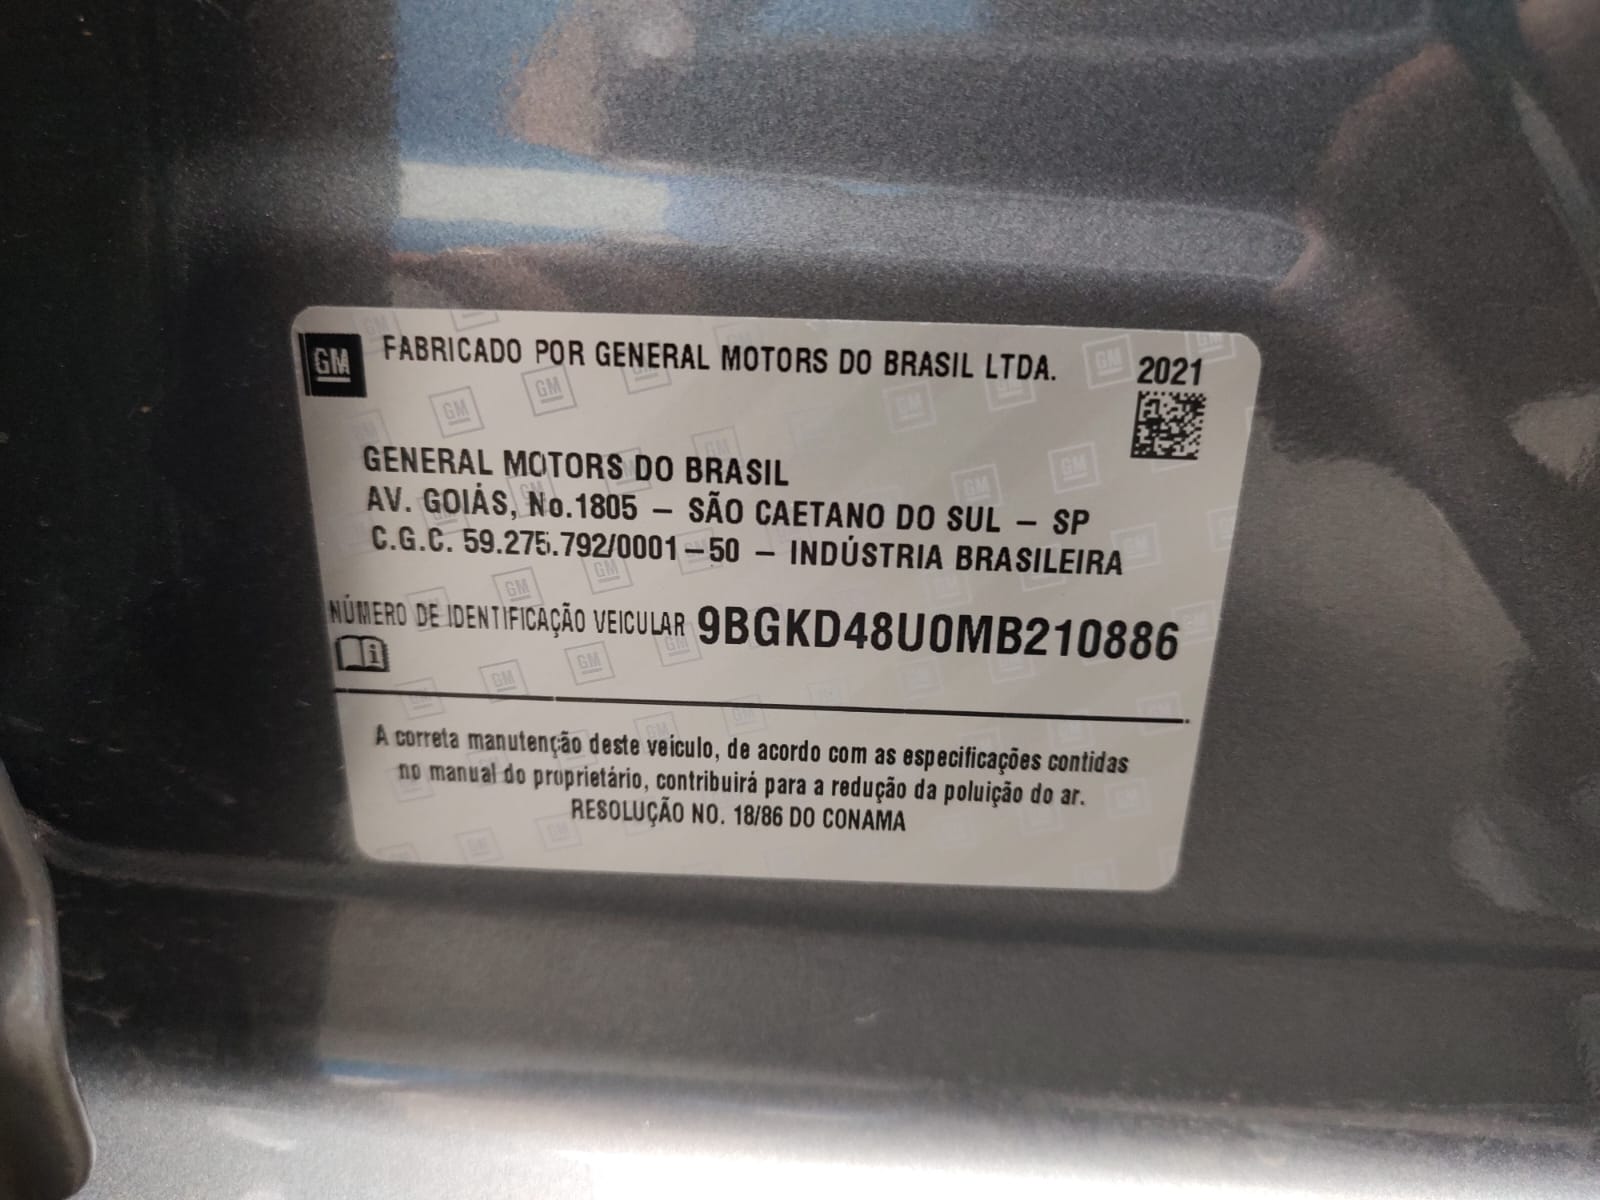 GM FABRICADO POR GENERAL MOTORS DO BRASIL LTDA. 2021
GENERAL MOTORS DO BRASIL
AV. GOIÁS, No.1805 – SÃO CAETANO DO SUL – SP
C.G.C. 59.275.792/0001–50 – INDÚSTRIA BRASILEIRA
NÚMERO DE IDENTIFICAÇÃO VEICULAR 9BGKD48U0MB210886
A correta manutenção deste veículo, de acordo com as especificações contidas
no manual do proprietário, contribuirá para a redução da poluição do ar.
RESOLUÇÃO NO. 18/86 DO CONAMA